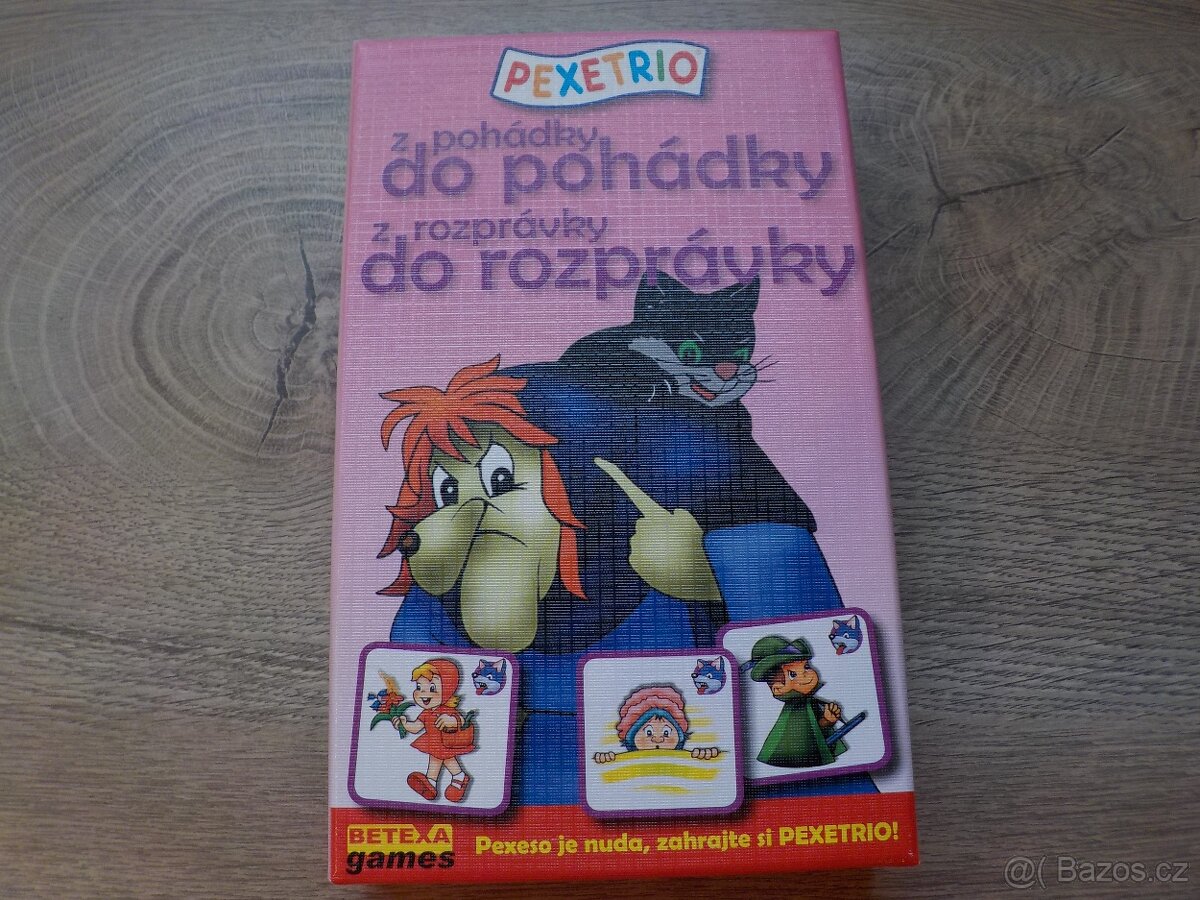 PEXETRIO
z pohádky
do pohádky
z rozprávky
do rozprávky
BETEXA
games
Pexeso je nuda, zahrajte si PEXETRIO!
@( Bazos.cz